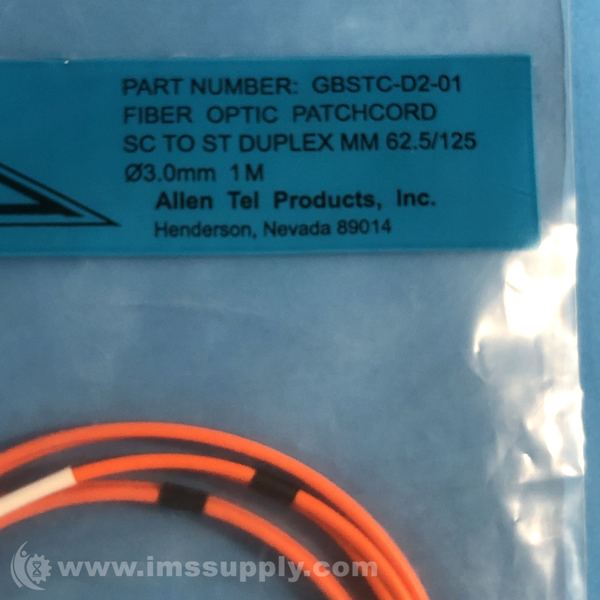 PART NUMBER: GBSTC-D2-01
FIBER OPTIC PATCHCORD
SC TO ST DUPLEX MM 62.5/125
Ø3.0mm 1M
Allen Tel Products, Inc.
Henderson, Nevada 89014
www.imssupply.com/